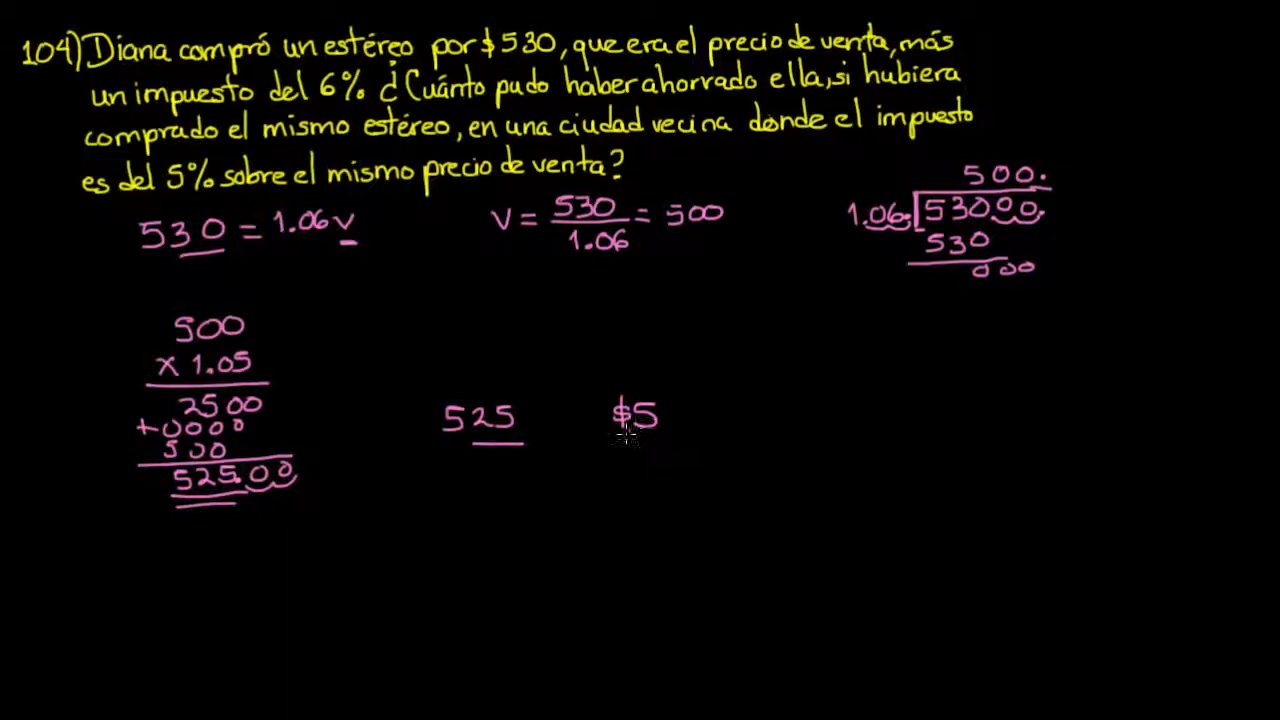 104) Diana compró un estéreo por $530, que era el precio de venta, más
un impuesto del 6% ¿Cuánto pudo haber ahorrado ella, si hubiera
comprado el mismo estéreo, en una ciudad vecina donde el impuesto
es del 5% sobre el mismo precio de venta?
530 = 1.06 v
V = 530 / 1.06 = 500
500.
1.06. 53000.
530
000
500
x 1.05
2500
+0000
500
525.00
525
$5